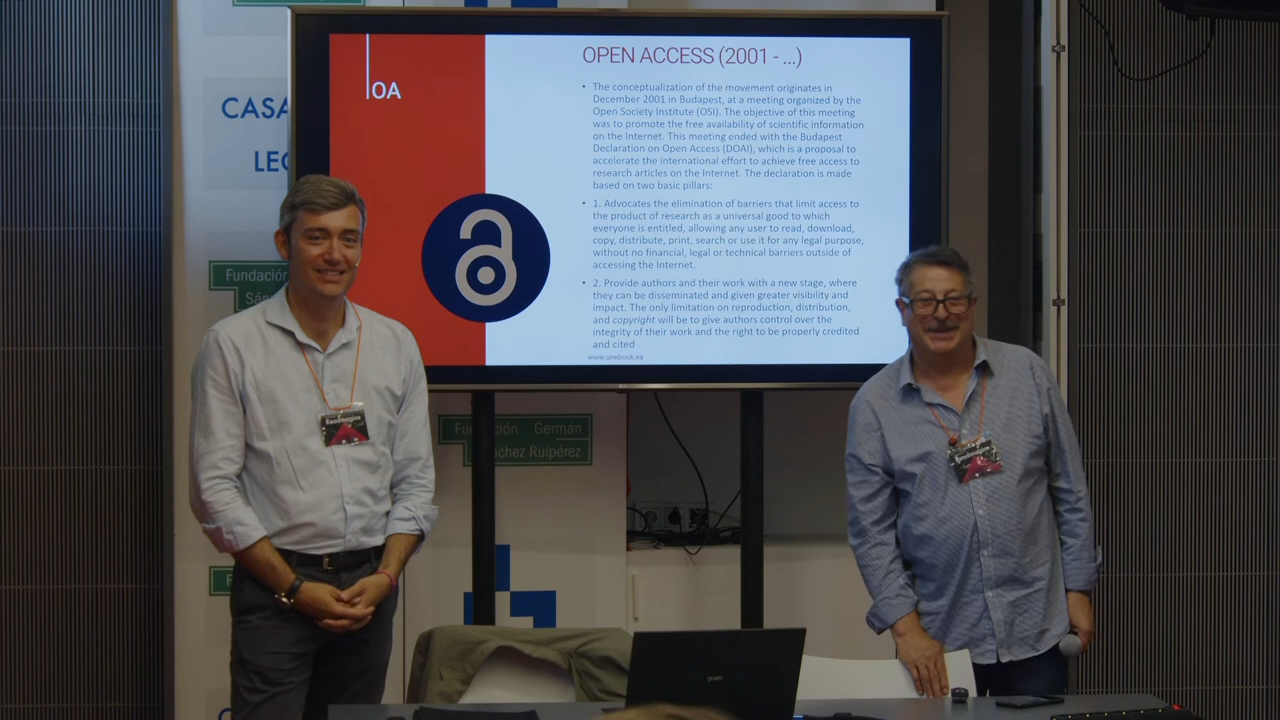 OA
OPEN ACCESS (2001 - ...)
• The conceptualization of the movement originates in
December 2001 in Budapest, at a meeting organized by the
Open Society Institute (OSI). The objective of this meeting
was to promote the free availability of scientific information
on the Internet. This meeting ended with the Budapest
Declaration on Open Access (DOAI), which is a proposal to
accelerate the international effort to achieve free access to
research articles on the Internet. The declaration is made
based on two basic pillars:
• 1. Advocates the elimination of barriers that limit access to
the product of research as a universal good to which
everyone is entitled, allowing any user to read, download,
copy, distribute, print, search or use it for any legal purpose,
without no financial, legal or technical barriers outside of
accessing the Internet.
• 2. Provide authors and their work with a new stage, where
they can be disseminated and given greater visibility and
impact. The only limitation on reproduction, distribution,
and copyright will be to give authors control over the
integrity of their work and the right to be properly credited
and cited .
www.unebook.es
CASA
Fundación
Readmagine
Readmagine
Germán
Ruipérez
gram